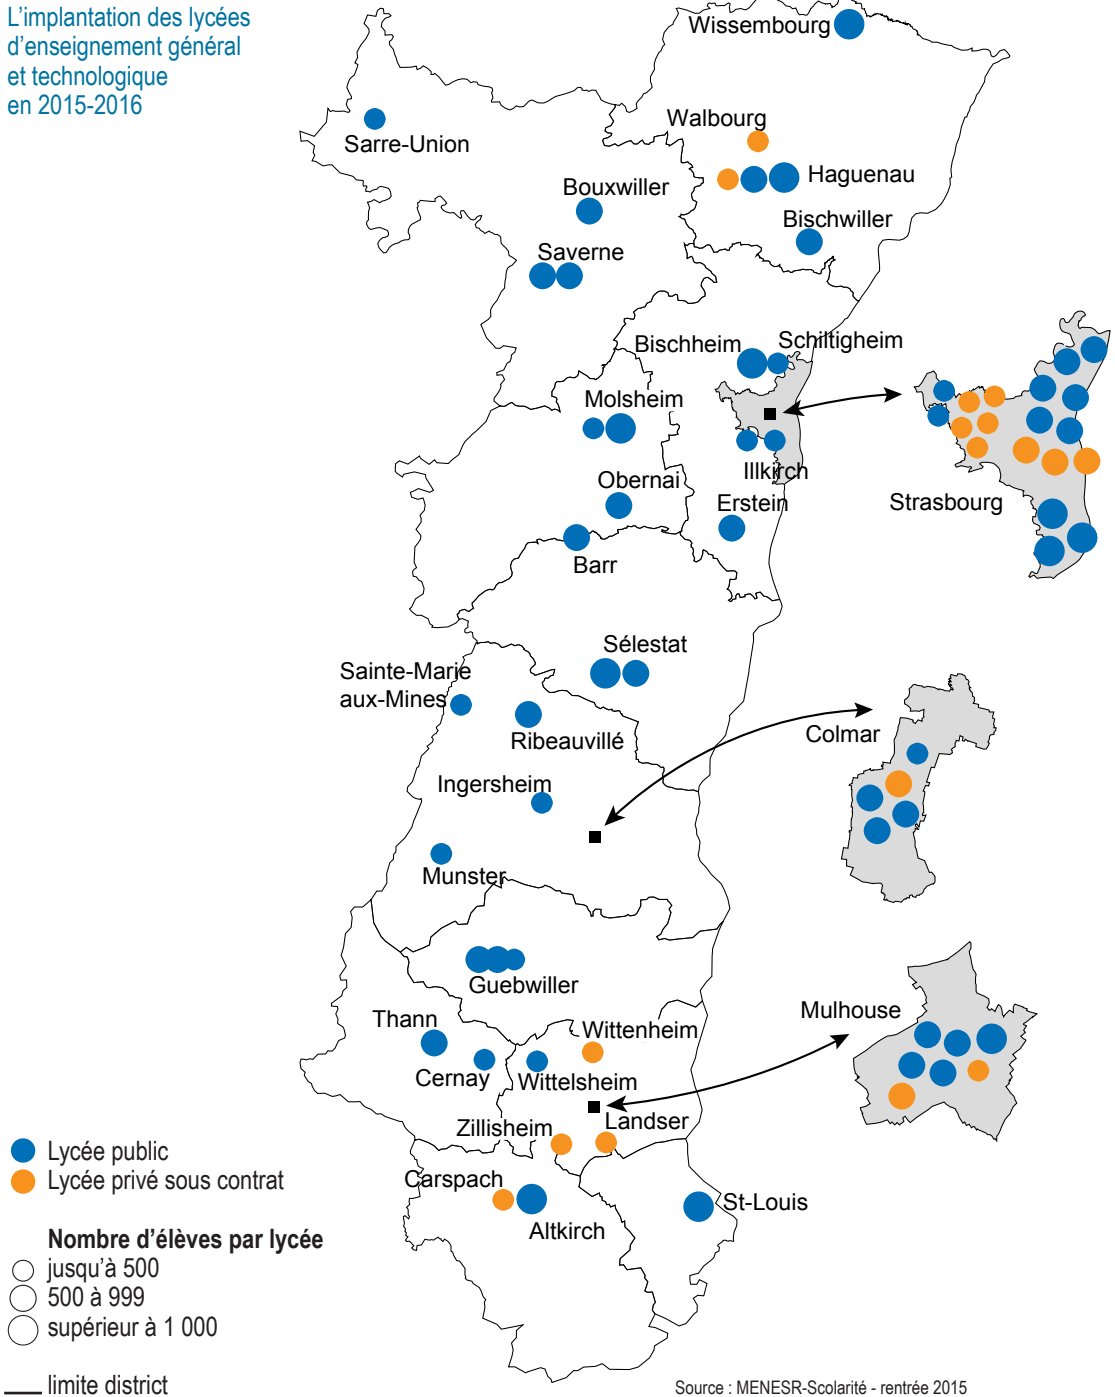 L'implantation des lycées
d'enseignement général
et technologique
en 2015-2016
Wissembourg
Sarre-Union
Walbourg
Haguenau
Bouxwiller
Bischwiller
Saverne
Bischheim
Schiltigheim
Molsheim
Illkirch
Obernai
Erstein
Strasbourg
Barr
Sélestat
Sainte-Marie
aux-Mines
Ribeauvillé
Colmar
Ingersheim
Munster
Guebwiller
Mulhouse
Thann
Wittenheim
Cernay
Wittelsheim
Zillisheim
Landser
Carspach
Altkirch
St-Louis
Lycée public
Lycée privé sous contrat
Nombre d'élèves par lycée
jusqu'à 500
500 à 999
supérieur à 1 000
limite district
Source : MENESR-Scolarité - rentrée 2015